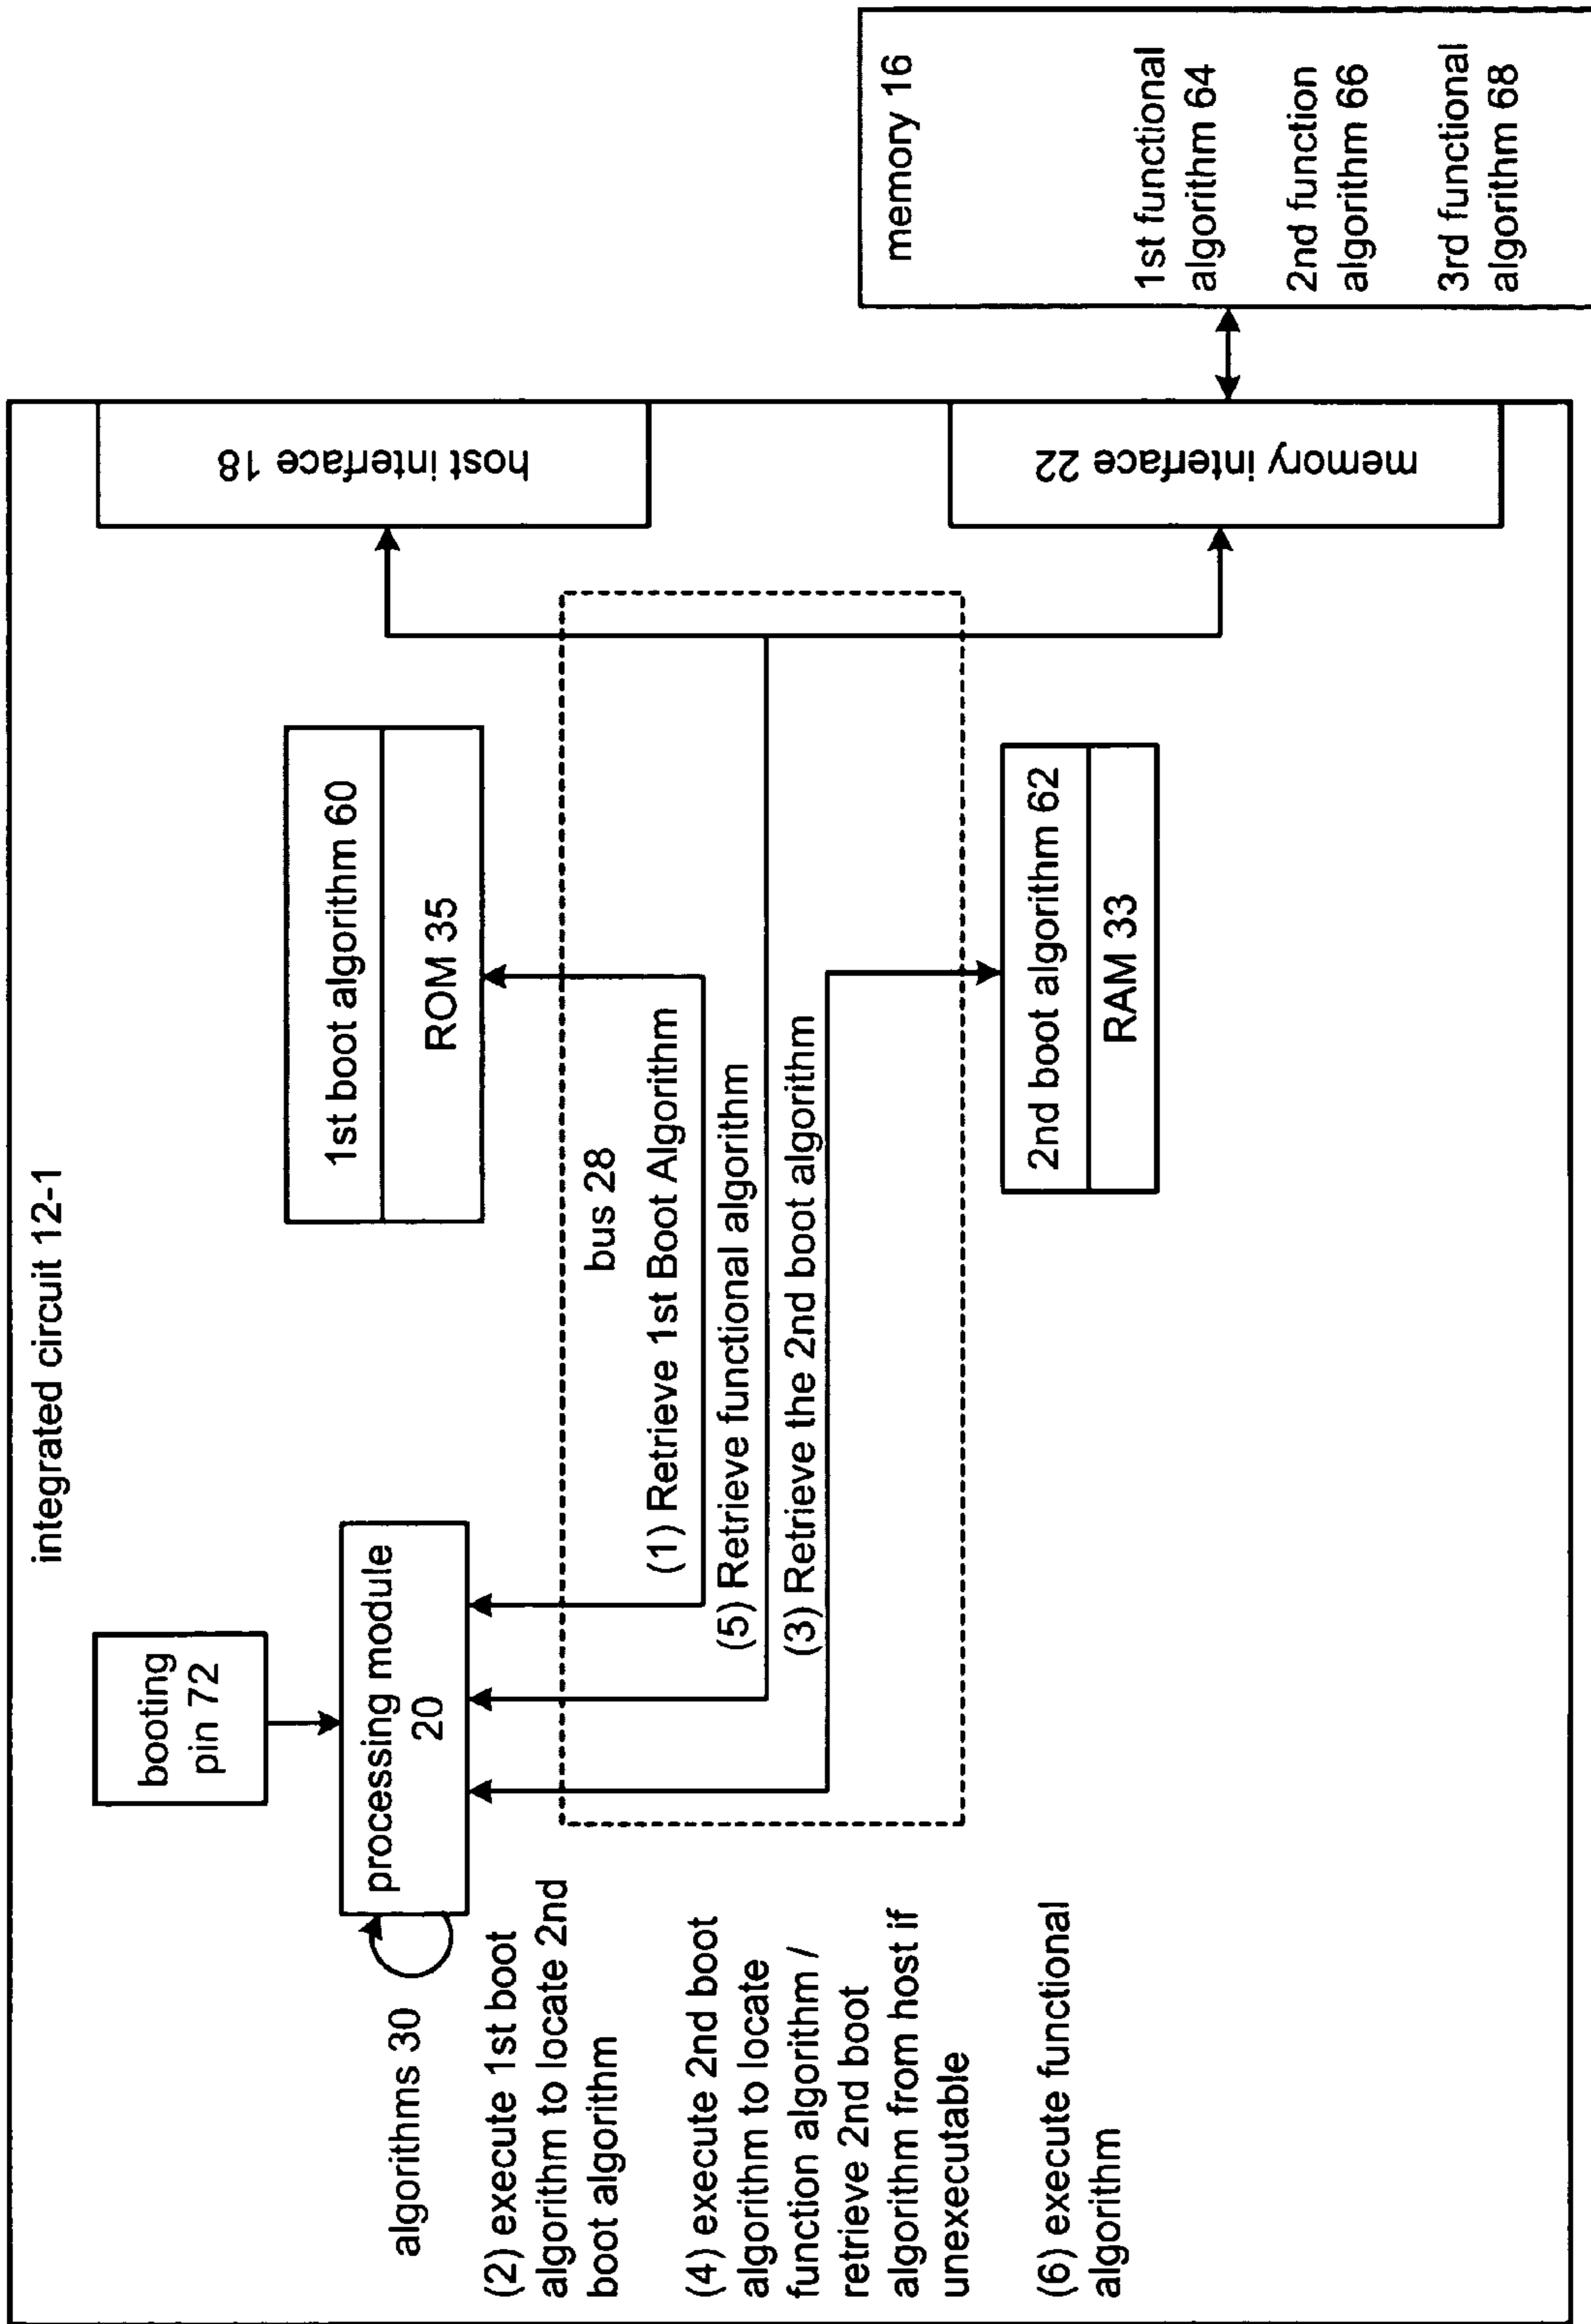 integrated circuit 12-1
booting
pin 72
processing module
20
algorithms 30
(2) execute 1st boot
algorithm to locate 2nd
boot algorithm
(4) execute 2nd boot
algorithm to locate
function algorithm /
retrieve 2nd boot
algorithm from host if
unexecutable
(6) execute functional
algorithm
1st boot algorithm 60
ROM 35
bus 28
(1) Retrieve 1st Boot Algorithm
(5) Retrieve functional algorithm
(3) Retrieve the 2nd boot algorithm
2nd boot algorithm 62
RAM 33
host interface 18
memory interface 22
memory 16
1st functional
algorithm 64
2nd function
algorithm 66
3rd functional
algorithm 68